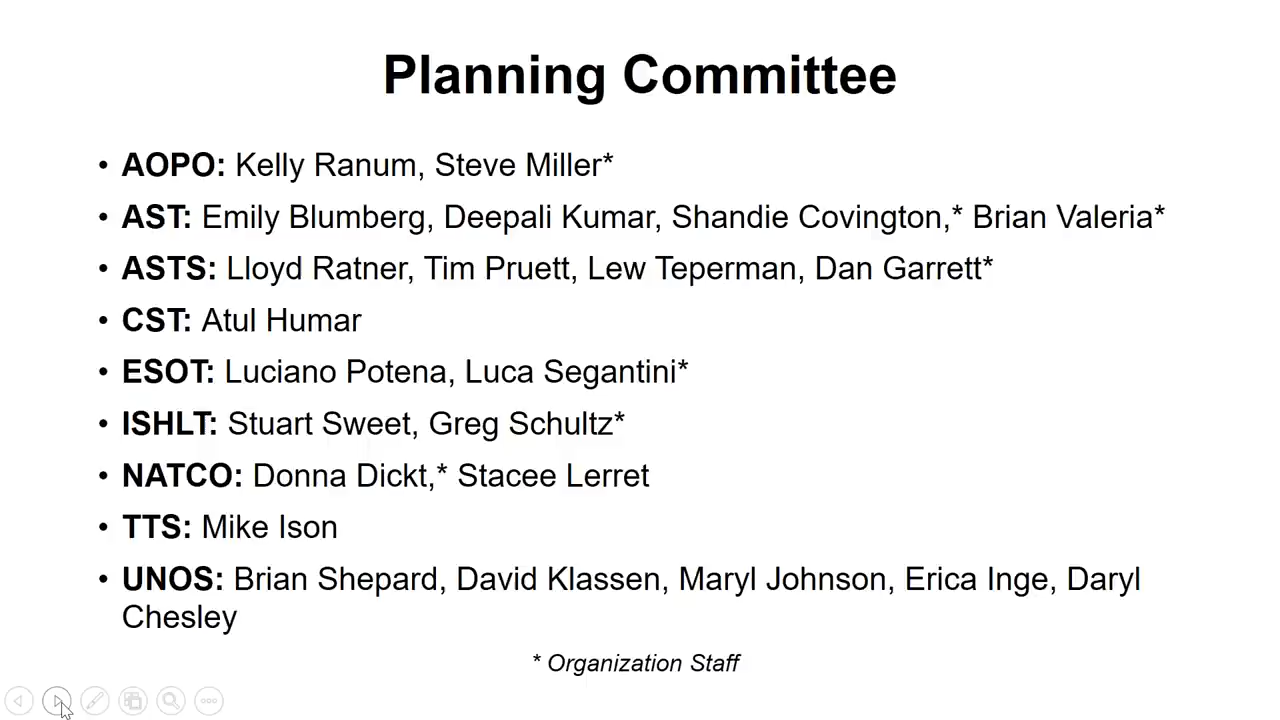 Planning Committee
• AOPO: Kelly Ranum, Steve Miller*
• AST: Emily Blumberg, Deepali Kumar, Shandie Covington,* Brian Valeria*
• ASTS: Lloyd Ratner, Tim Pruett, Lew Teperman, Dan Garrett*
• CST: Atul Humar
• ESOT: Luciano Potena, Luca Segantini*
• ISHLT: Stuart Sweet, Greg Schultz*
• NATCO: Donna Dickt,* Stacee Lerret
• TTS: Mike Ison
• UNOS: Brian Shepard, David Klassen, Maryl Johnson, Erica Inge, Daryl
Chesley
* Organization Staff